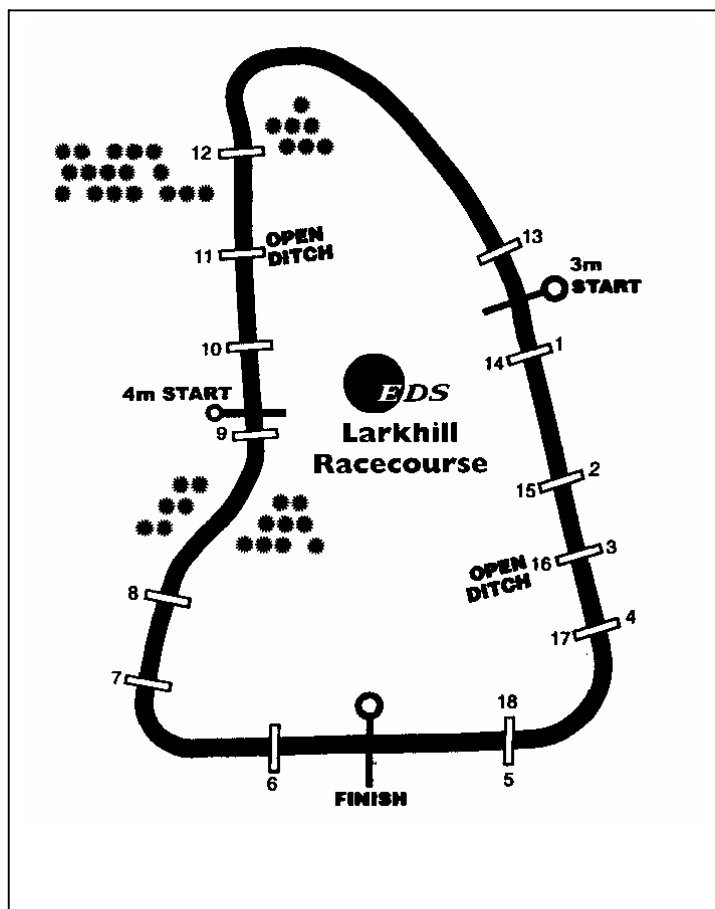 12
OPEN
DITCH
11
13
3m
START
10
14
1
4m START
9
EDS
Larkhill
Racecourse
15
2
OPEN
DITCH
16
3
8
17
4
7
18
6
5
FINISH